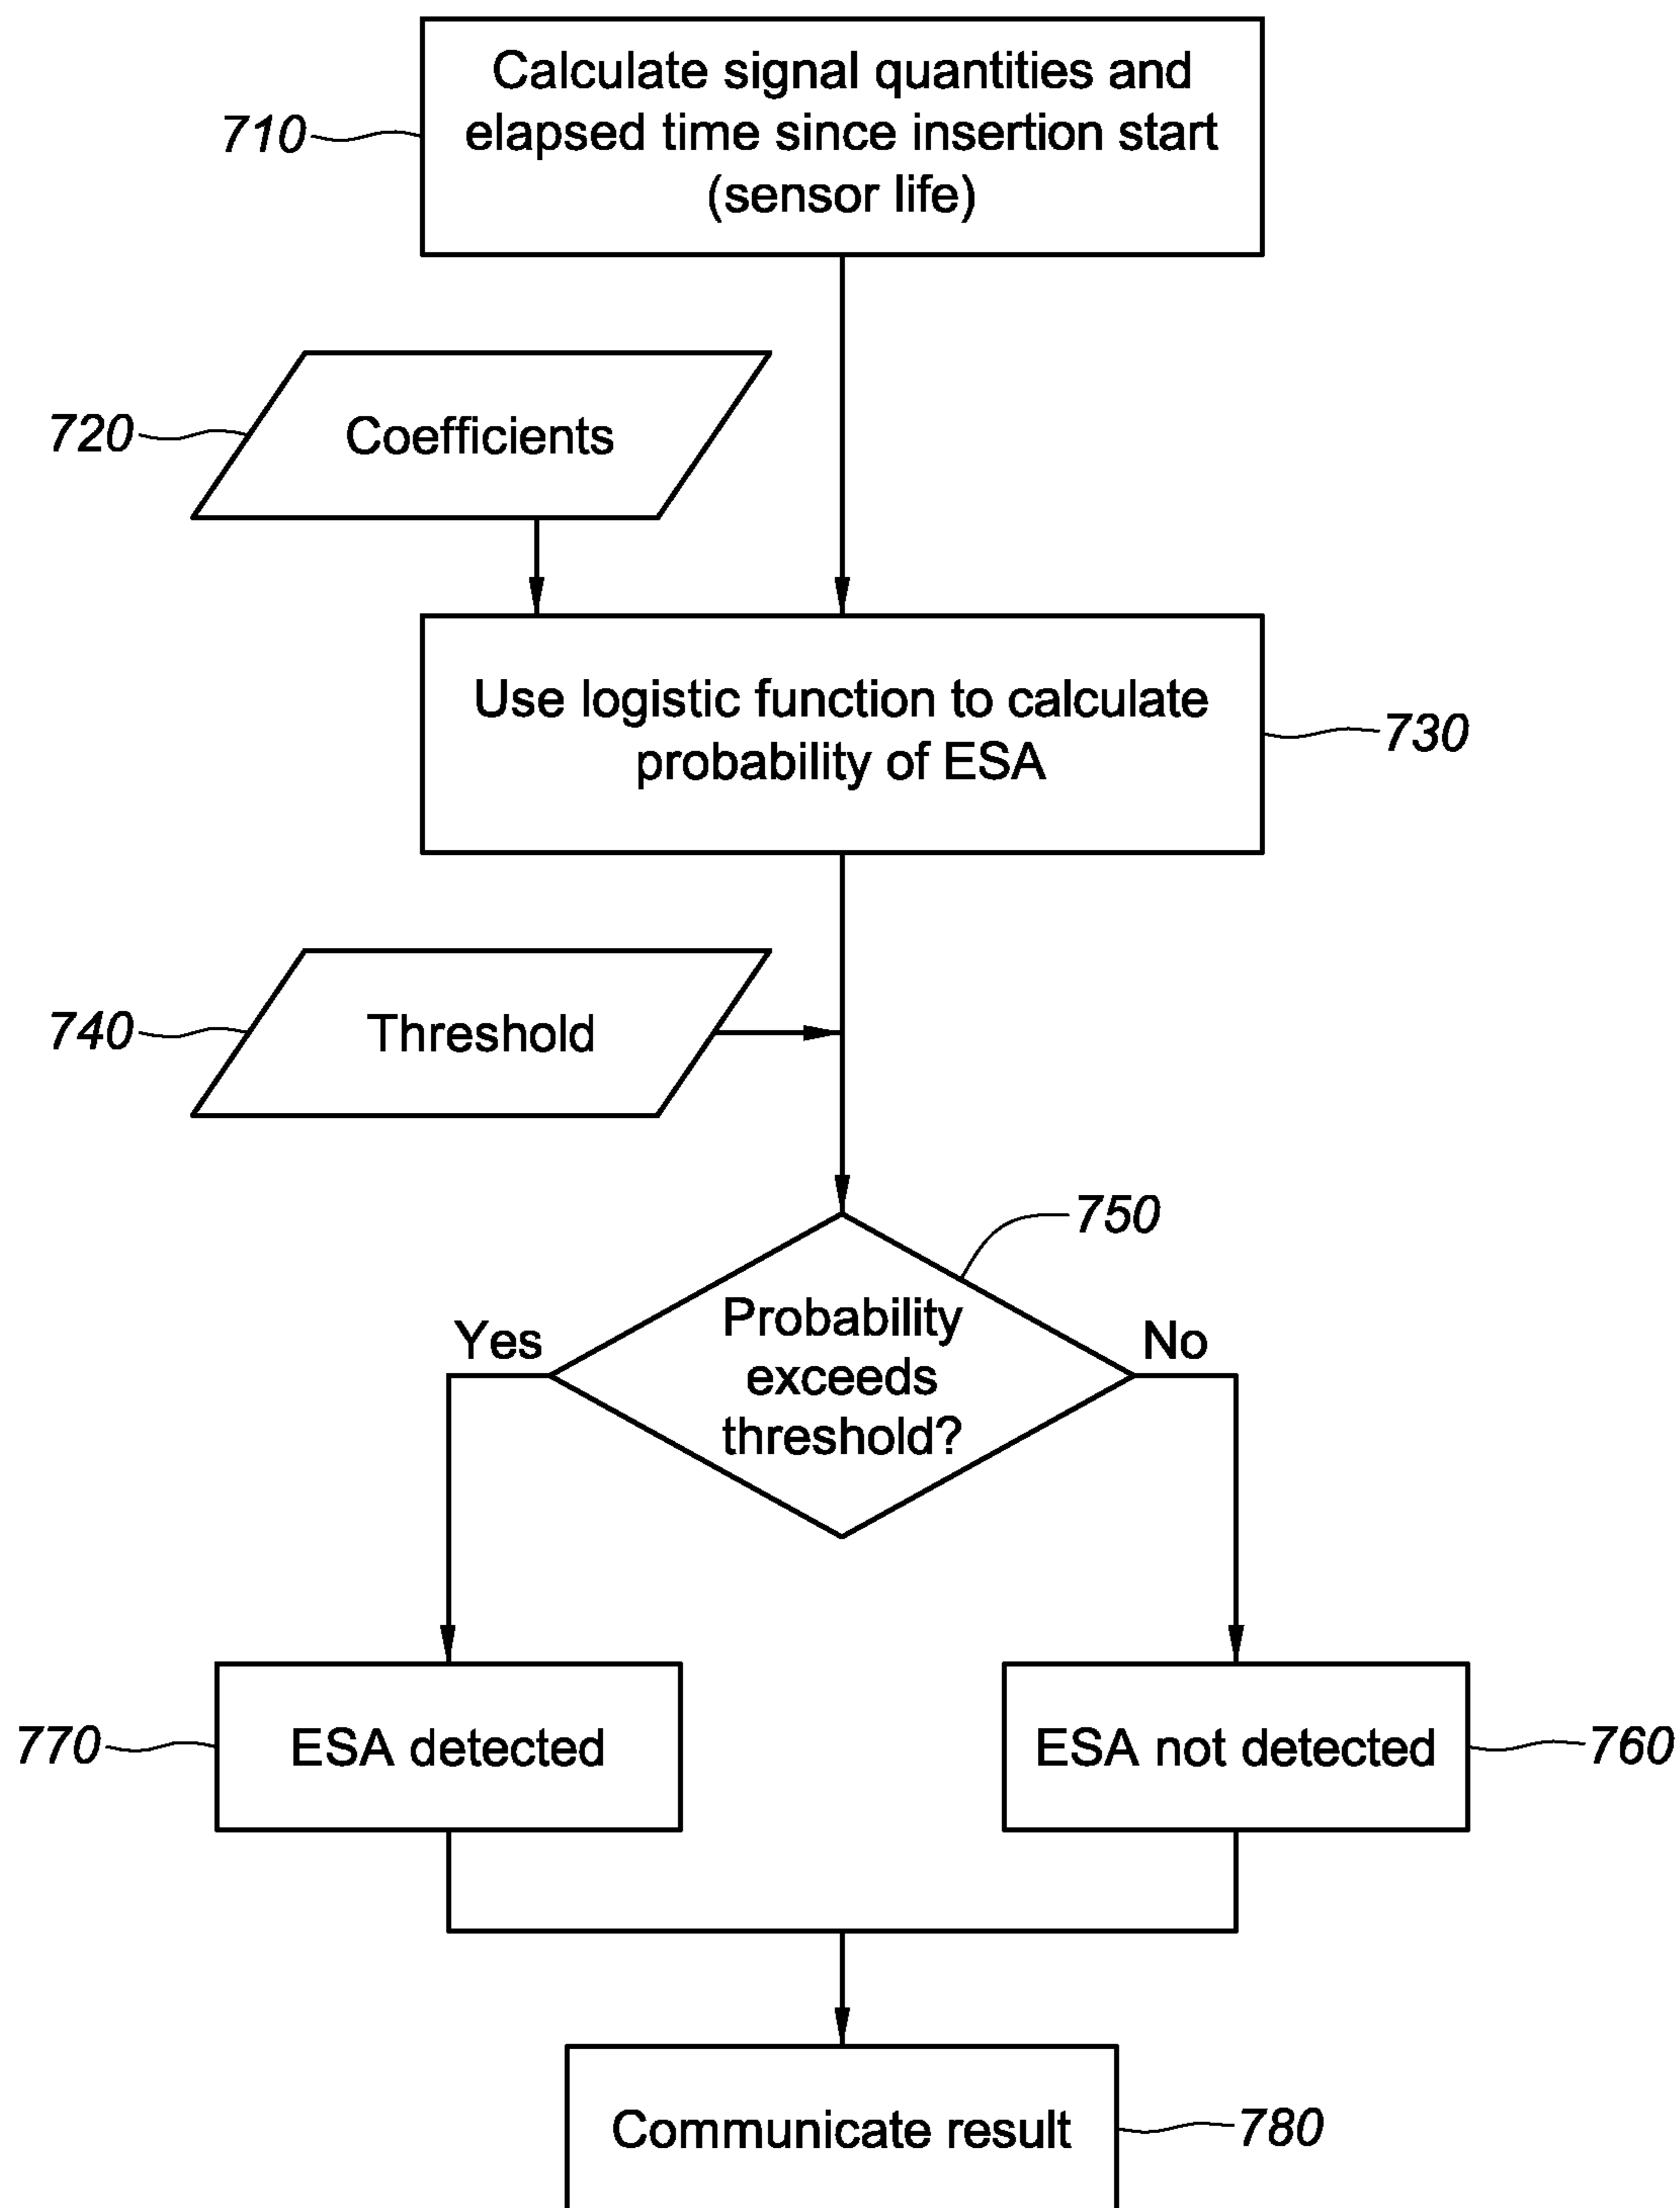 Calculate signal quantities and
elapsed time since insertion start
(sensor life)
710
720
Coefficients
Use logistic function to calculate
probability of ESA
730
740
Threshold
750
Probability
exceeds
threshold?
Yes
No
770
ESA detected
ESA not detected
760
Communicate result
780